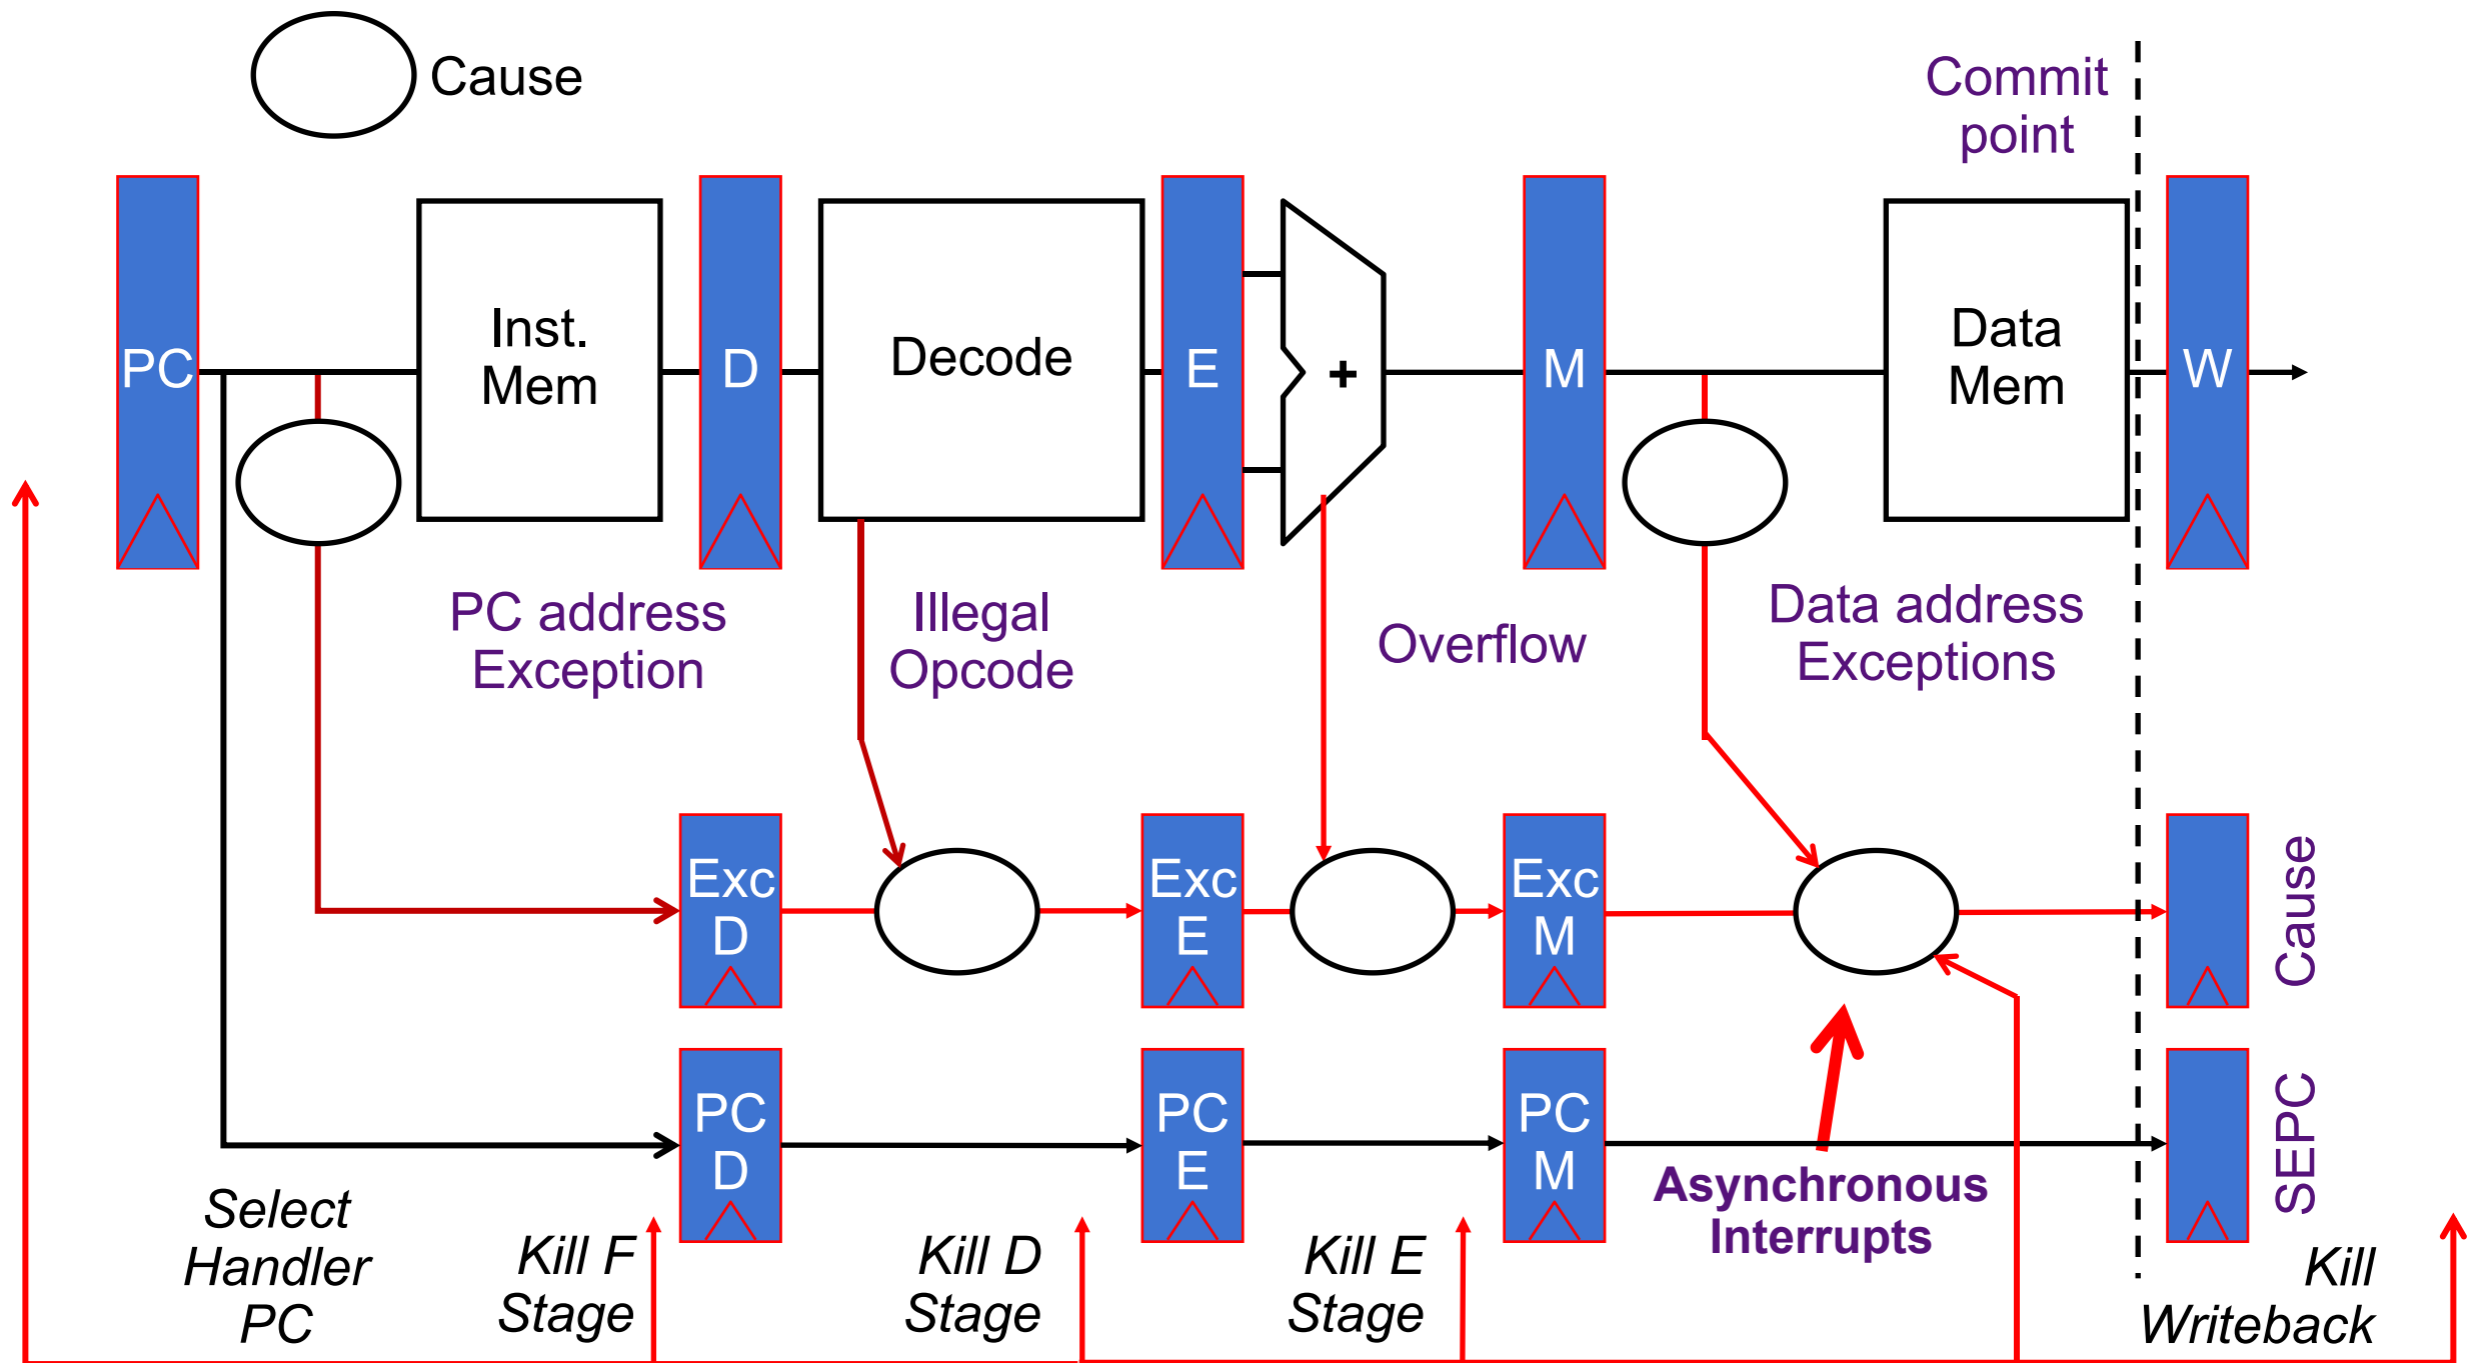 Cause
Commit
point
PC
Inst.
Mem
D
Decode
E
+
M
Data
Mem
W
PC address
Exception
Illegal
Opcode
Overflow
Data address
Exceptions
Exc
D
Exc
E
Exc
M
Cause
PC
D
PC
E
PC
M
SEPC
Asynchronous
Interrupts
Select
Handler
PC
Kill F
Stage
Kill D
Stage
Kill E
Stage
Kill
Writeback